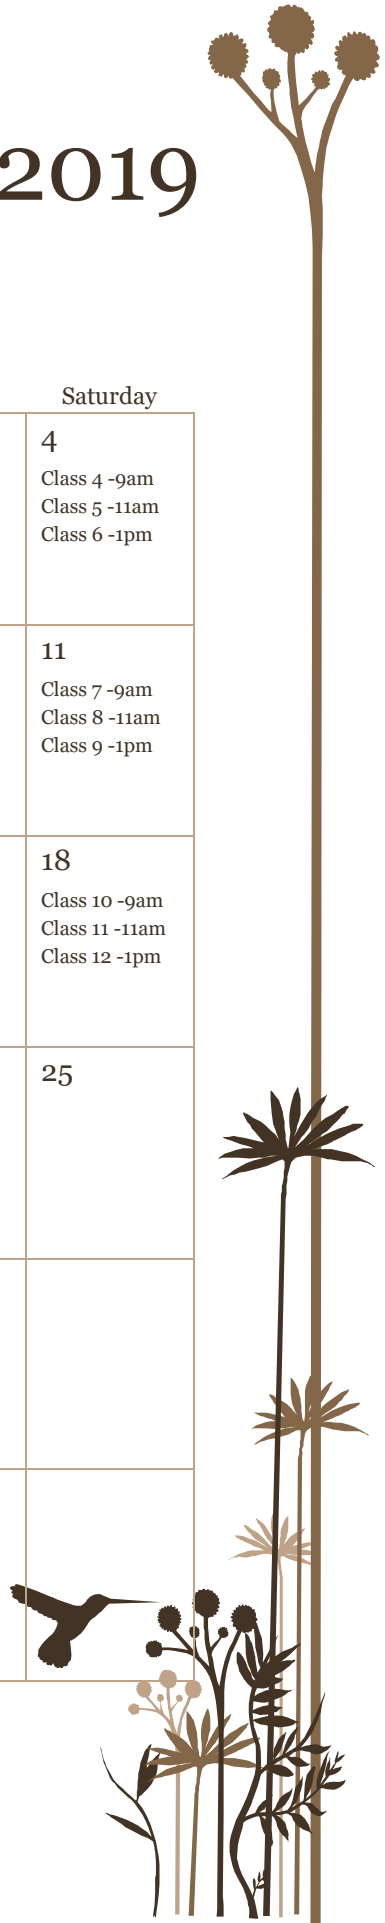 2019
Saturday
4
Class 4 -9am
Class 5 -11am
Class 6 -1pm
11
Class 7 -9am
Class 8 -11am
Class 9 -1pm
18
Class 10 -9am
Class 11 -11am
Class 12 -1pm
25